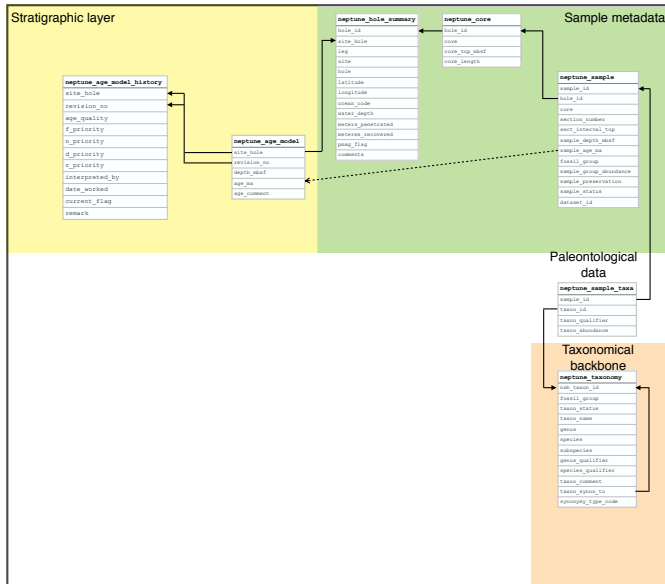 Stratigraphic layer
Sample metadata
neptune_hole_summary
hole_id
site_hole
leg
site
hole
latitude
longitude
ocean_code
water_depth
meters_penetrated
meteres_recovered
pmag_flag
comments
neptune_core
hole_id
core
core_top_mbsf
core_length
neptune_sample
sample_id
hole_id
core
section_number
sect_interval_top
sample_depth_mbsf
sample_age_ma
fossil_group
sample_group_abundance
sample_preservation
sample_status
dataset_id
neptune_age_model_history
site_hole
revision_no
age_quality
f_priority
n_priority
d_priority
r_priority
interpreted_by
date_worked
current_flag
remark
neptune_age_model
site_hole
revision_no
depth_mbsf
age_ma
age_comment
Paleontological
data
neptune_sample_taxa
sample_id
taxon_id
taxon_qualifier
taxon_abundance
Taxonomical
backbone
neptune_taxonomy
nsb_taxon_id
fossil_group
taxon_status
taxon_name
genus
species
subspecies
genus_qualifier
species_qualifier
taxon_comment
taxon_synon_to
synonymy_type_code